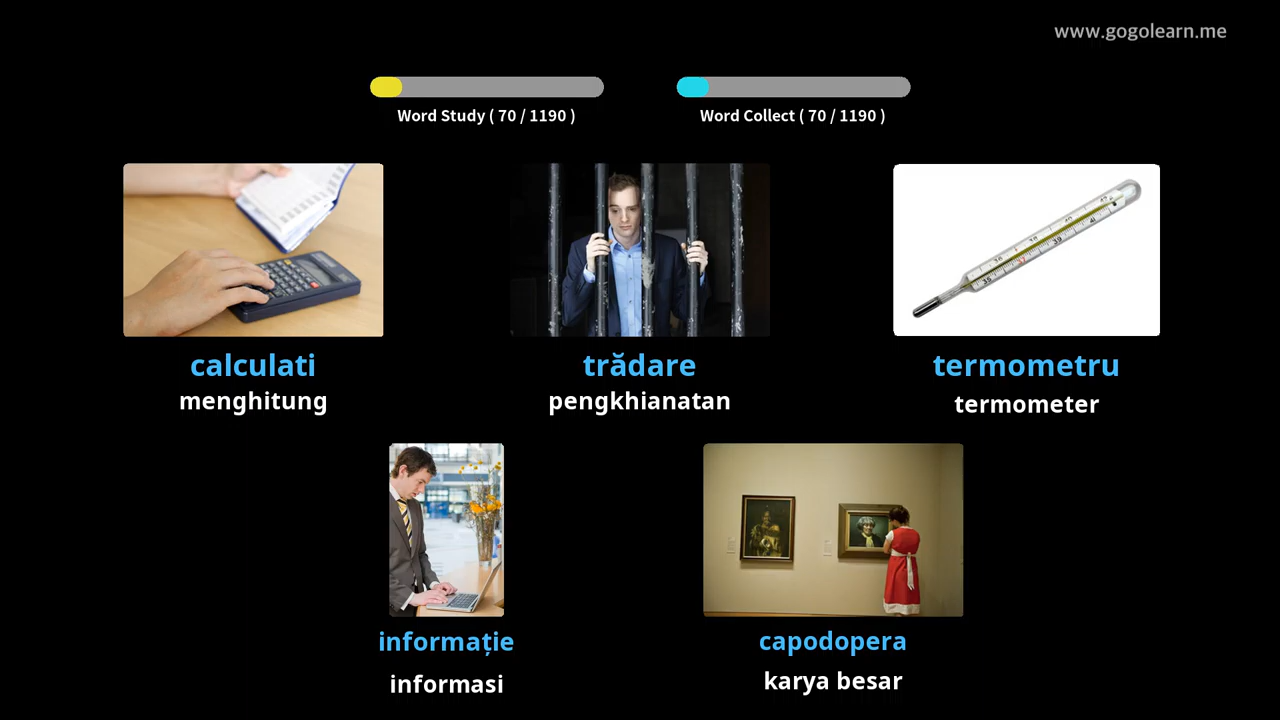 www.gogolearn.me
Word Study ( 70 / 1190 )
Word Collect ( 70 / 1190 )
calculati
menghitung
trădare
pengkhianatan
termometru
termometer
informație
informasi
capodopera
karya besar